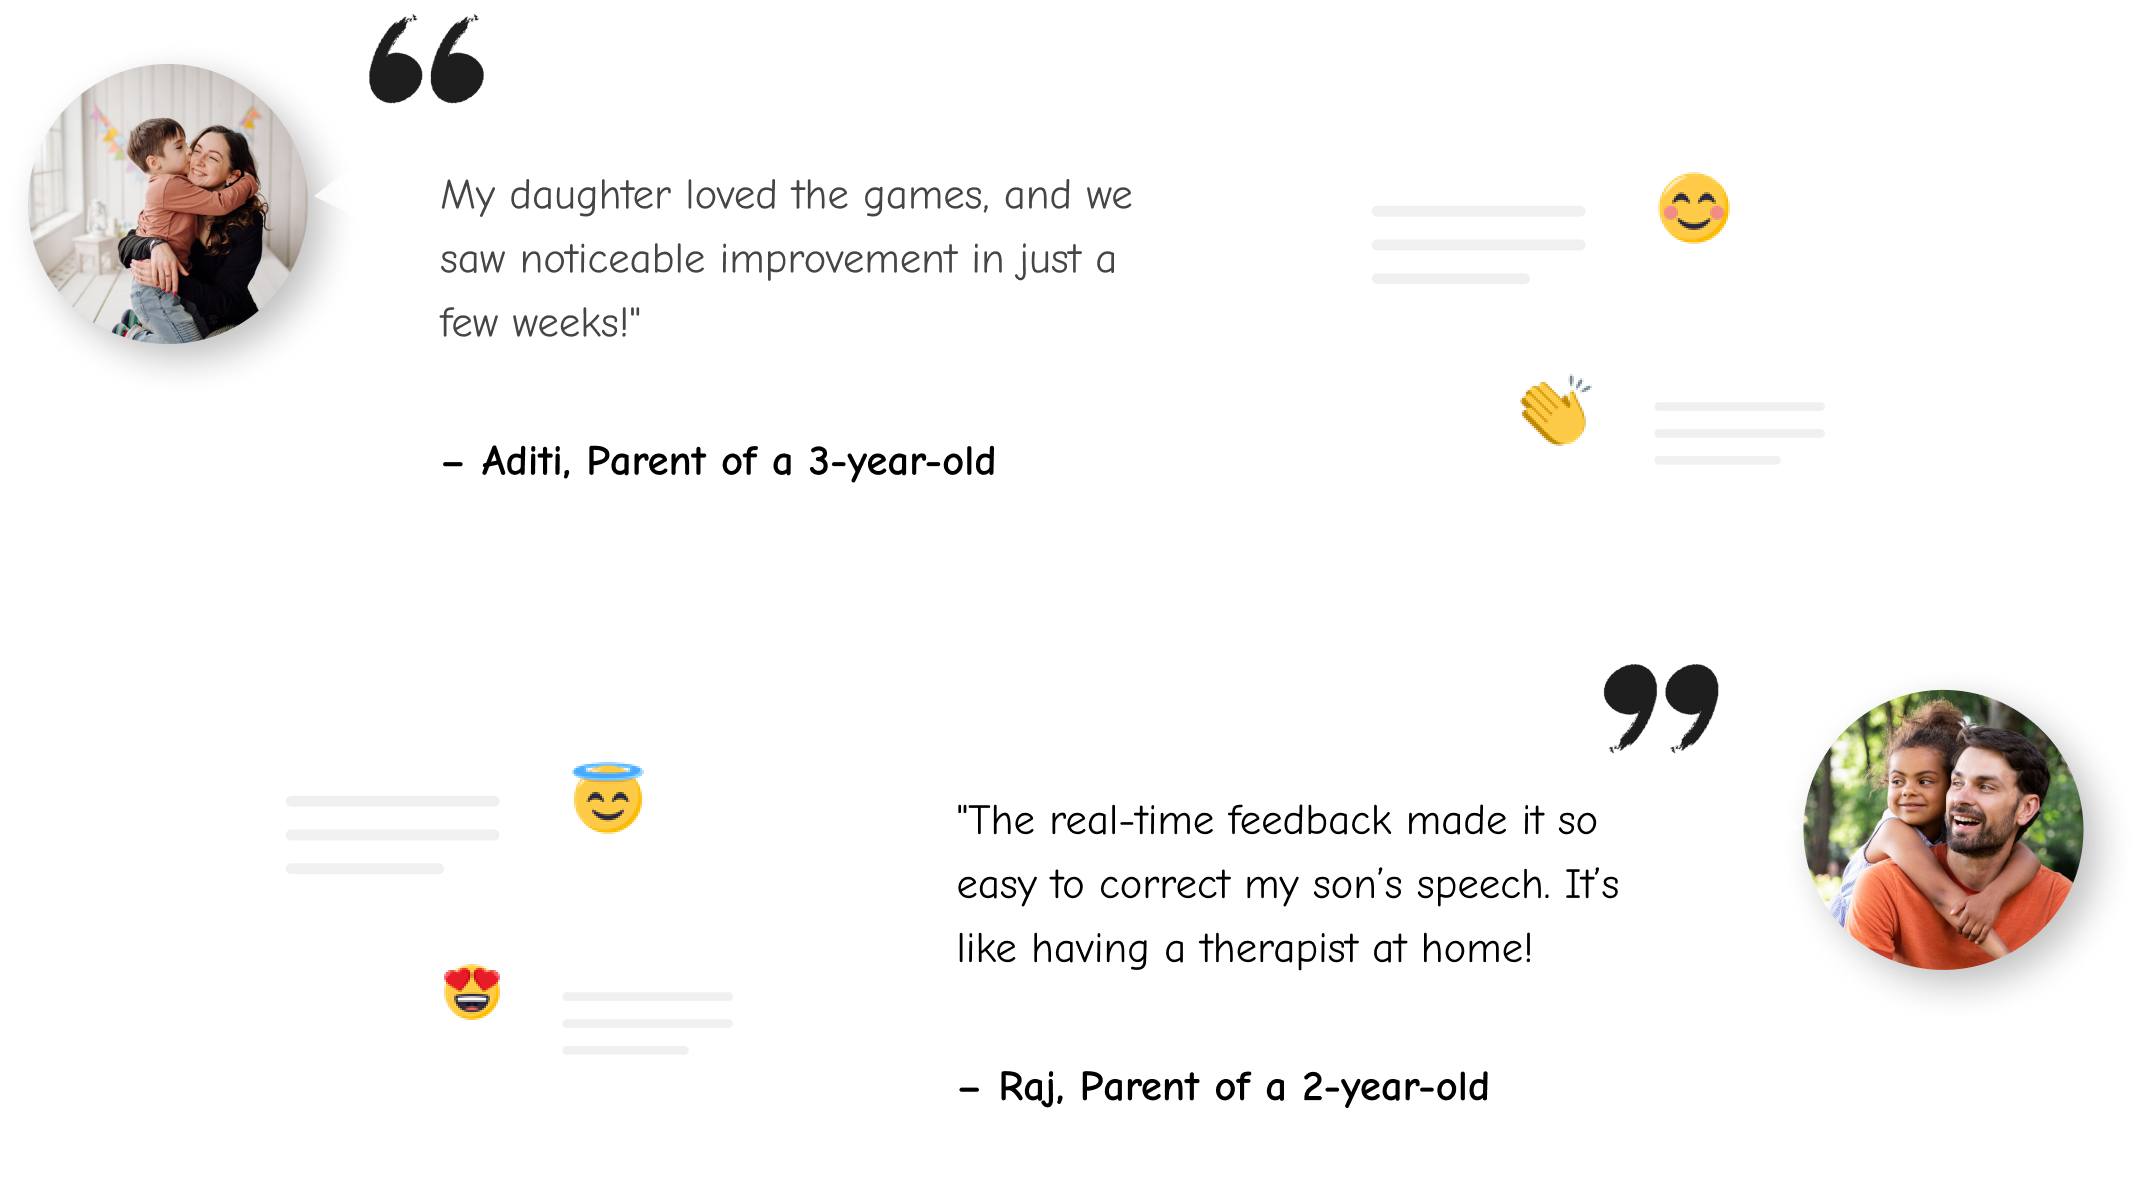 “
My daughter loved the games, and we
saw noticeable improvement in just a
few weeks!"
– Aditi, Parent of a 3-year-old
”
"The real-time feedback made it so
easy to correct my son’s speech. It’s
like having a therapist at home!
– Raj, Parent of a 2-year-old